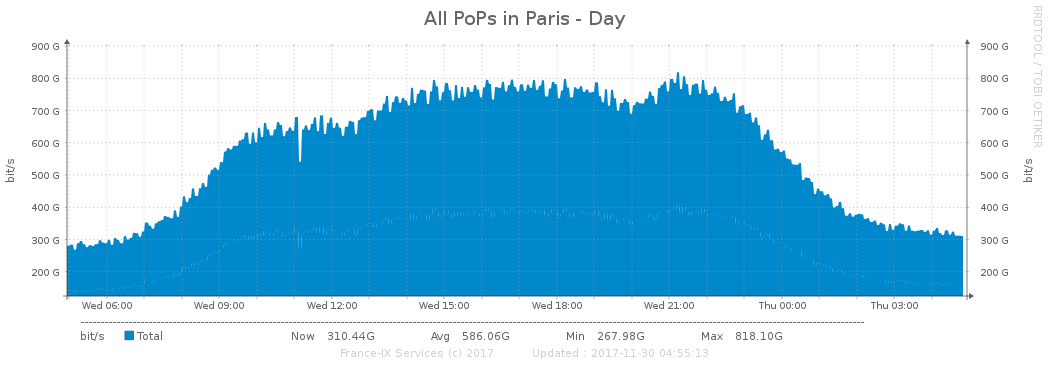 All PoPs in Paris - Day
RRDTOOL / TOBI OETIKER
900 G 900 G
800 G 800 G
700 G 700 G
600 G 600 G
500 G 500 G
400 G 400 G
300 G 300 G
200 G 200 G
bit/s bit/s
Wed 06:00 Wed 09:00 Wed 12:00 Wed 15:00 Wed 18:00 Wed 21:00 Thu 00:00 Thu 03:00
bit/s Total Now 310.44G Avg 586.06G Min 267.98G Max 818.10G
France-IX Services (c) 2017 Updated : 2017-11-30 04:55:13